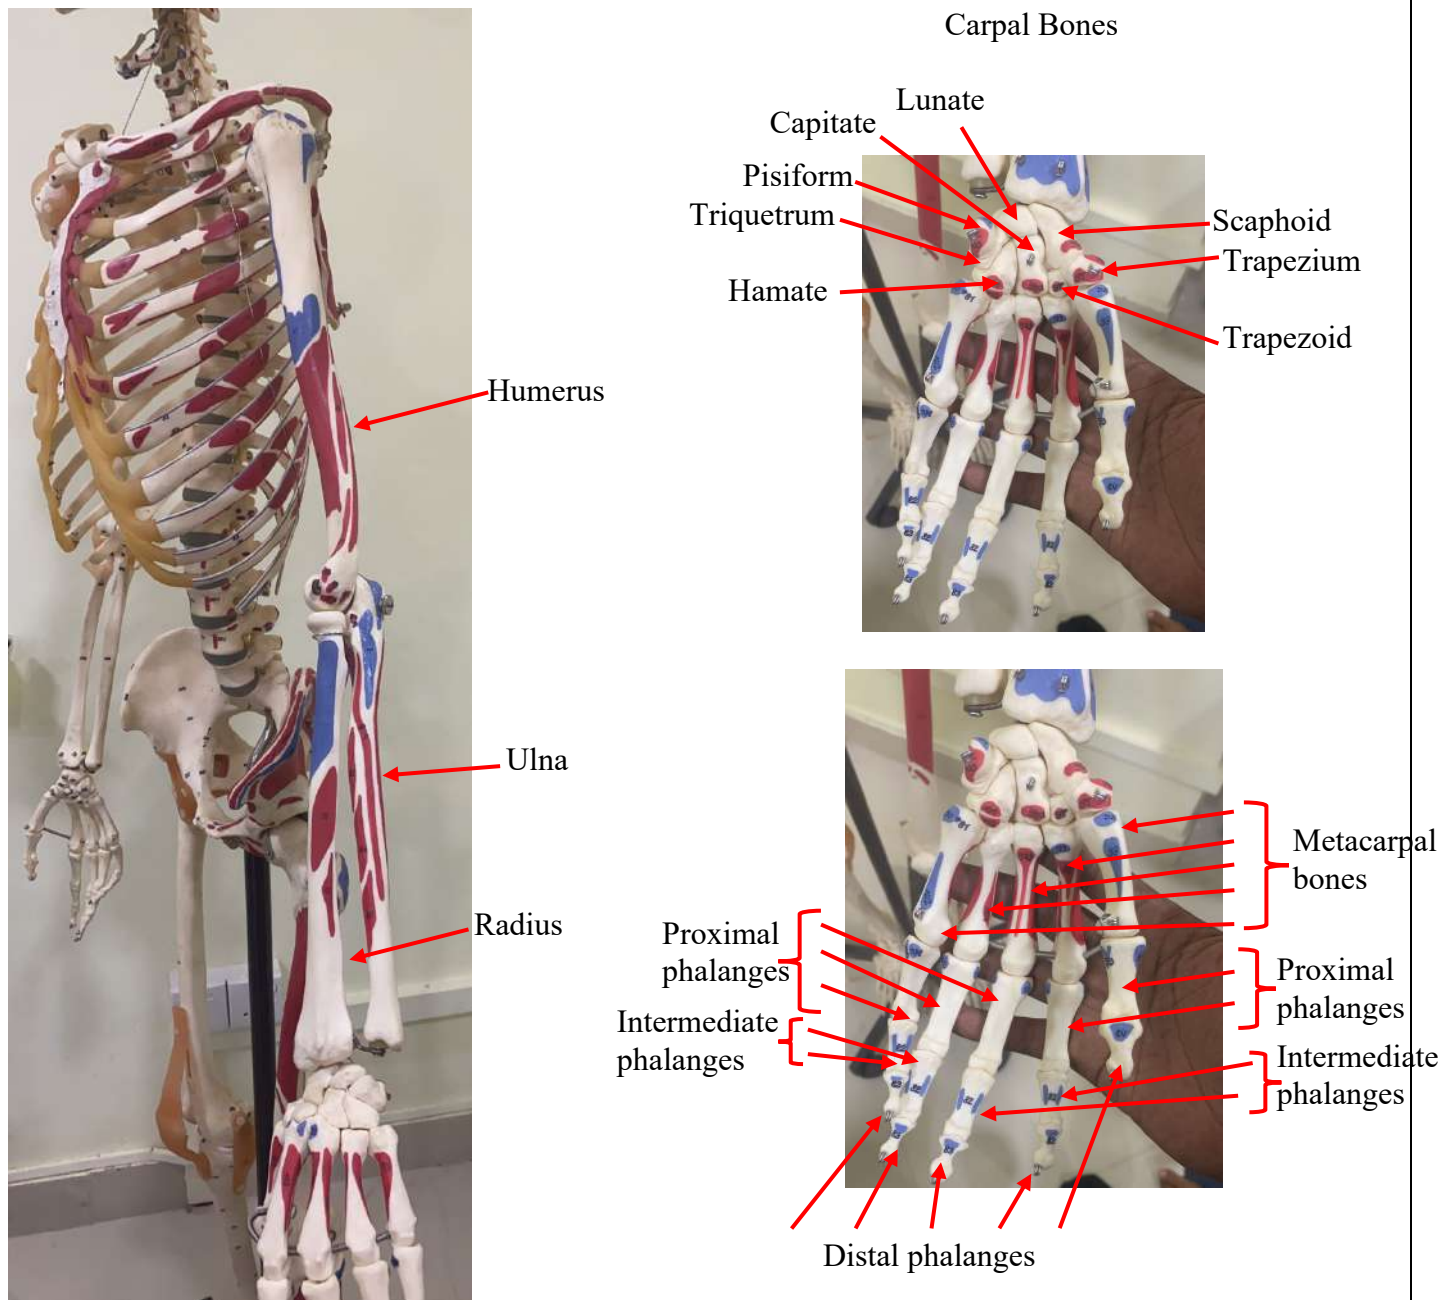 Carpal Bones
Lunate
Capitate
Pisiform
Triquetrum
Hamate
Scaphoid
Trapezium
Trapezoid
Humerus
Ulna
Radius
Metacarpal
bones
Proximal
phalanges
Intermediate
phalanges
Proximal
phalanges
Intermediate
phalanges
Distal phalanges